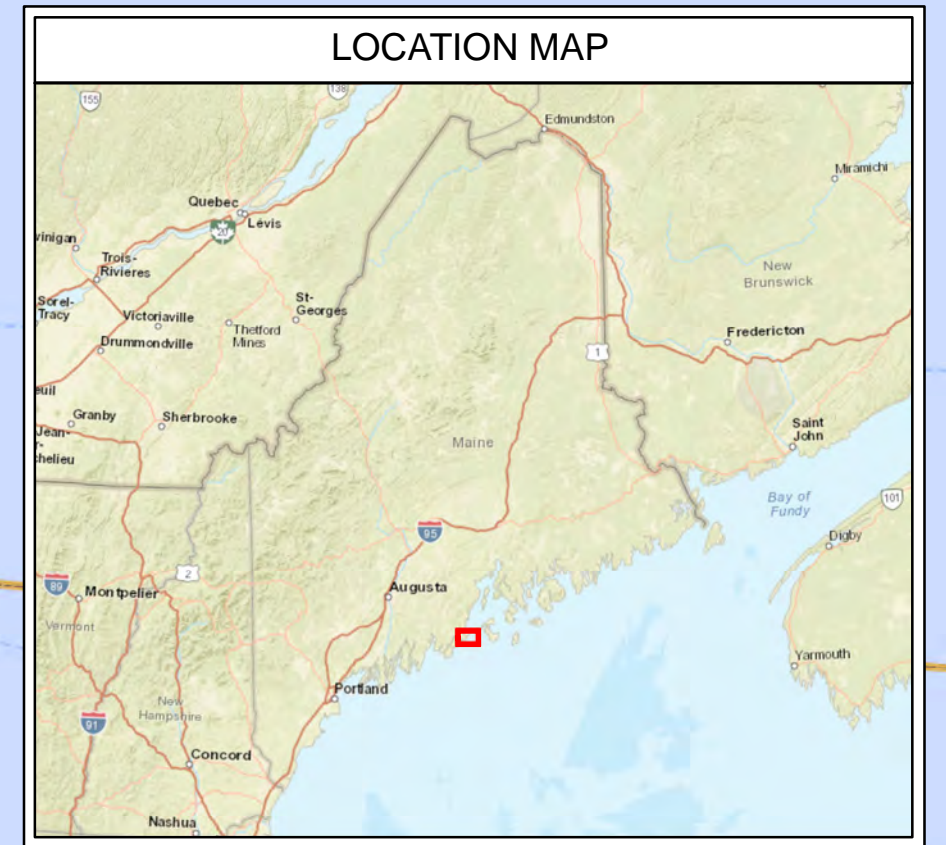 LOCATION MAP
155
138
Edmundston
Miramichi
Quebec
Lévis
20
vinigan
Trois-
Rivieres
New
Brunswick
Sorel-
Tracy
Victoriaville
Thetford
Mines
St-
Georges
Drummondville
Fredericton
1
euil
Granby
Sherbrooke
Jean-
r-
chelieu
Maine
Saint
John
Bay of
Fundy
101
95
Digby
2
89
Montpelier
Augusta
Vermont
Yarmouth
Portland
New
Hampshire
91
Concord
Nashua